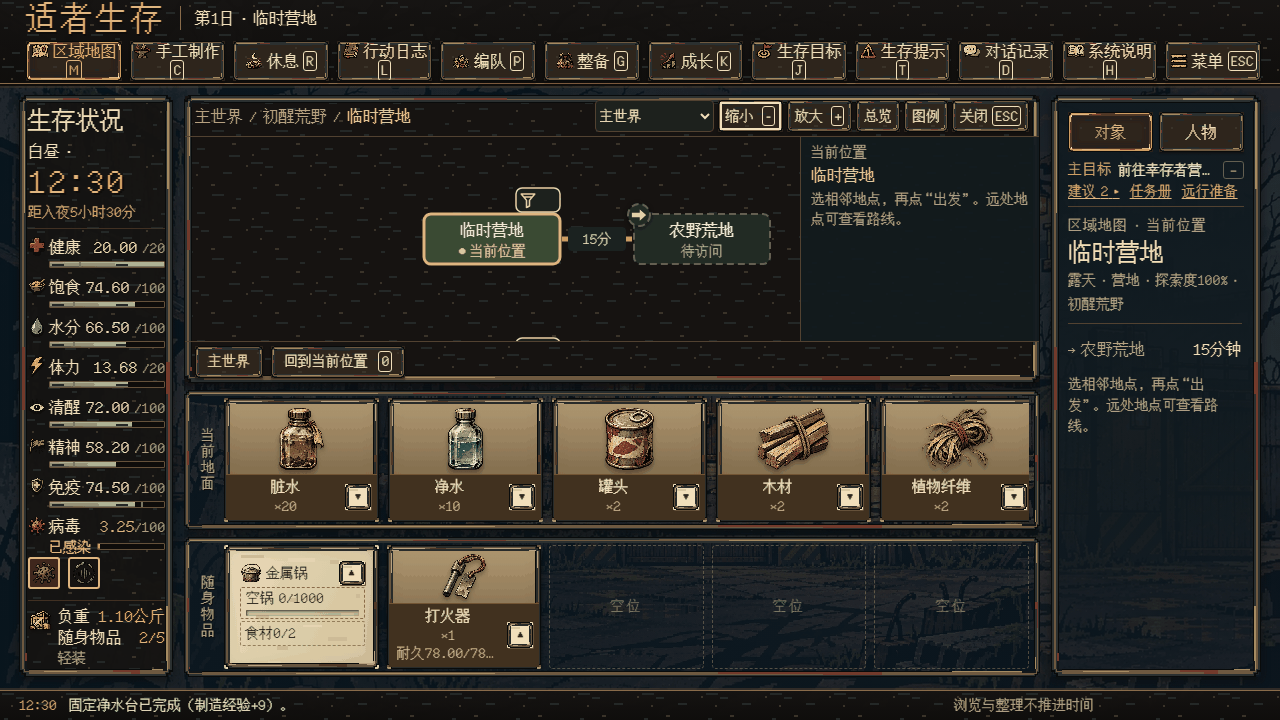 适者生存
第1日 · 临时营地
区域地图 M
手工制作 C
休息 R
行动日志 L
编队 P
整备 G
成长 K
生存目标 J
生存提示 T
对话记录 D
系统说明 H
菜单 ESC
生存状况
白昼 ·
12:30
距入夜5小时30分
健康 20.00/20
饱食 74.60/100
水分 66.50/100
体力 13.68/20
清醒 72.00/100
精神 58.20/100
免疫 74.50/100
病毒 3.25/100
已感染
负重 1.10公斤
随身物品 2/5
轻装
主世界 / 初醒荒野 / 临时营地
主世界
缩小 -
放大 +
总览
图例
关闭 ESC
临时营地
当前位置
15分
农野荒地
待访问
当前位置
临时营地
选相邻地点，再点“出发”。远处地
点可查看路线。
主世界
回到当前位置 0
当前地面
脏水
×20
净水
×10
罐头
×2
木材
×2
植物纤维
×2
随身物品
金属锅
空锅 0/1000
食材0/2
打火器
×1
耐久78.00/78…
空位
空位
空位
对象
人物
主目标 前往幸存者营… -
建议 2 ▸ 任务册 远行准备
区域地图 · 当前位置
临时营地
露天 · 营地 · 探索度100% ·
初醒荒野
→ 农野荒地 15分钟
选相邻地点，再点“出
发”。远处地点可查看路
线。
12:30 固定净水台已完成（制造经验+9）。
浏览与整理不推进时间